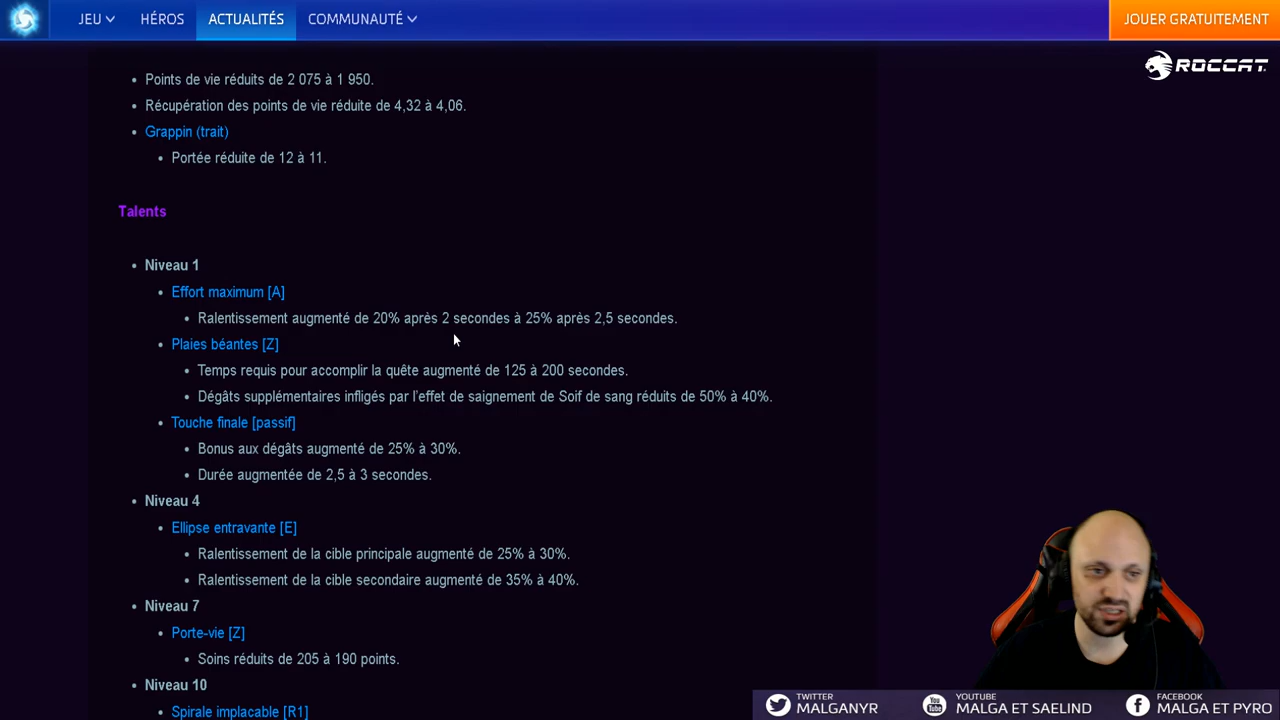 JEU HÉROS ACTUALITÉS COMMUNAUTÉ JOUER GRATUITEMENT
ROCCAT
Points de vie réduits de 2 075 à 1 950.
Récupération des points de vie réduite de 4,32 à 4,06.
Grappin (trait)
Portée réduite de 12 à 11.
Talents
Niveau 1
Effort maximum [A]
Ralentissement augmenté de 20% après 2 secondes à 25% après 2,5 secondes.
Plaies béantes [Z]
Temps requis pour accomplir la quête augmenté de 125 à 200 secondes.
Dégâts supplémentaires infligés par l'effet de saignement de Soif de sang réduits de 50% à 40%.
Touche finale [passif]
Bonus aux dégâts augmenté de 25% à 30%.
Durée augmentée de 2,5 à 3 secondes.
Niveau 4
Ellipse entravante [E]
Ralentissement de la cible principale augmenté de 25% à 30%.
Ralentissement de la cible secondaire augmenté de 35% à 40%.
Niveau 7
Porte-vie [Z]
Soins réduits de 205 à 190 points.
Niveau 10
Spirale implacable [R1]
TWITTER
MALGANYR
YOUTUBE
MALGA ET SAELIND
FACEBOOK
MALGA ET PYRO